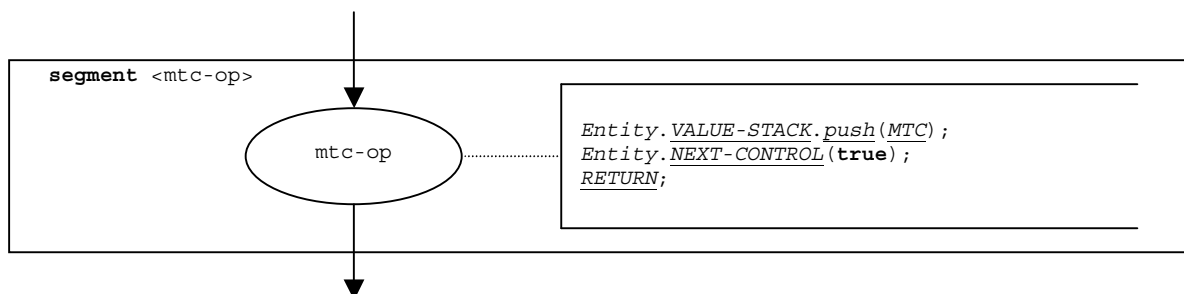 segment <mtc-op>
mtc-op
Entity.VALUE-STACK.push(MTC);
Entity.NEXT-CONTROL(true);
RETURN;